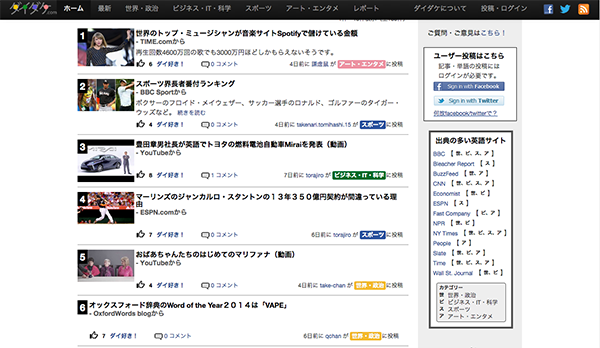 ダイダケ.com ホーム 最新 世界・政治 ビジネス・IT・科学 スポーツ アート・エンタメ レポート ダイダケについて 投稿・ログイン
1 世界のトップ・ミュージシャンが音楽サイトSpotifyで儲けている金額
- TIME.comから
再生回数4600万回の歌でも3000万円ほどしかもらえないそうです。
6 ダイ好き！ 0 コメント 4日前に 譲虚風 が アート・エンタメ に投稿
2 スポーツ界長者番付ランキング
- BBC Sportから
ボクサーのフロイド・メイウェザー、サッカー選手のロナルド、ゴルファーのタイガー・
ウッズなど。 続きを読む
4 ダイ好き！ 0 コメント 4日前に takenari.tomihashi.15 が スポーツ に投稿
3 豊田章男社長が英語でトヨタの燃料電池自動車Miraiを発表（動画）
- YouTubeから
6 ダイ好き！ 1 コメント 7日前に torajiro が ビジネス・IT・科学 に投稿
4 マーリンズのジャンカルロ・スタントンの１３年３５０億円契約が間違っている理
由
- ESPN.comから
7 ダイ好き！ 0 コメント 6日前に torajiro が スポーツ に投稿
5 おばあちゃんたちのはじめてのマリファナ（動画）
- YouTubeから
4 ダイ好き！ 0 コメント 4日前に take-chan が 世界・政治 に投稿
6 オックスフォード辞典のWord of the Year２０１４は「VAPE」
- OxfordWords blogから
7 ダイ好き！ 0 コメント 6日前に qchan が 世界・政治 に投稿
ご質問・ご意見はこちら！
ユーザー投稿はこちら
記事・単語の投稿には
ログインが必要です。
Sign in with Facebook
Sign in with Twitter
何故facebook/twitterで？
出典の多い英語サイト
BBC 【 世, ビ, ス, ア 】
Bleacher Report 【 ス 】
BuzzFeed 【 世, ア 】
CNN 【 世, ビ, ス, ア 】
Economist 【 世, ビ 】
ESPN 【 ス 】
Fast Company 【 ビ, ア 】
NPR 【 世, ビ 】
NY Times 【 世, ビ, ス, ア 】
People 【 ア 】
Slate 【 世, ビ, ア 】
Time 【 世, ビ, ス, ア 】
Wall St. Journal 【 世, ビ 】
カテゴリー
世 世界・政治
ビ ビジネス・IT・科学
ス スポーツ
ア アート・エンタメ